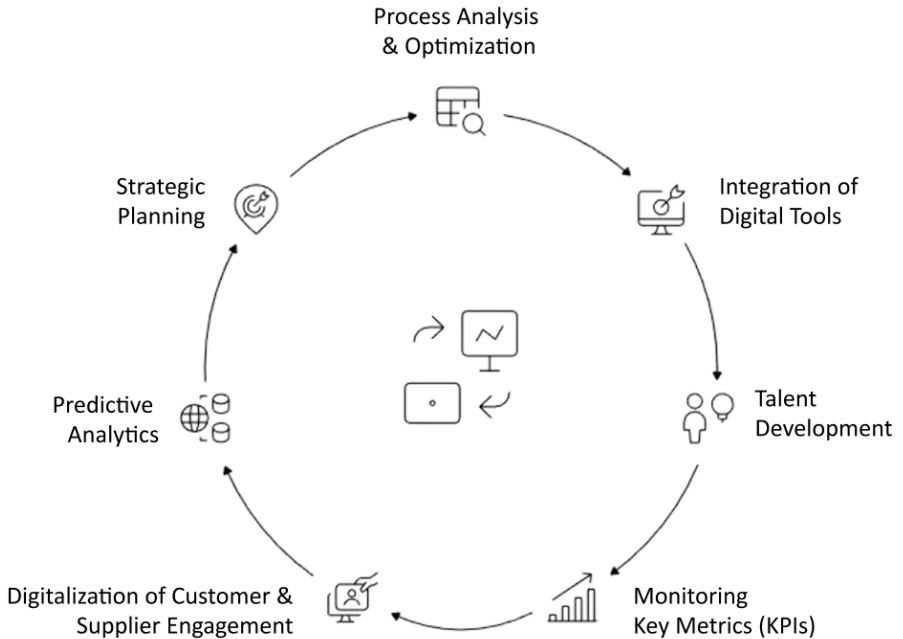 Process Analysis
& Optimization
Integration of
Digital Tools
Talent
Development
Monitoring
Key Metrics (KPIs)
Digitalization of Customer &
Supplier Engagement
Predictive
Analytics
Strategic
Planning